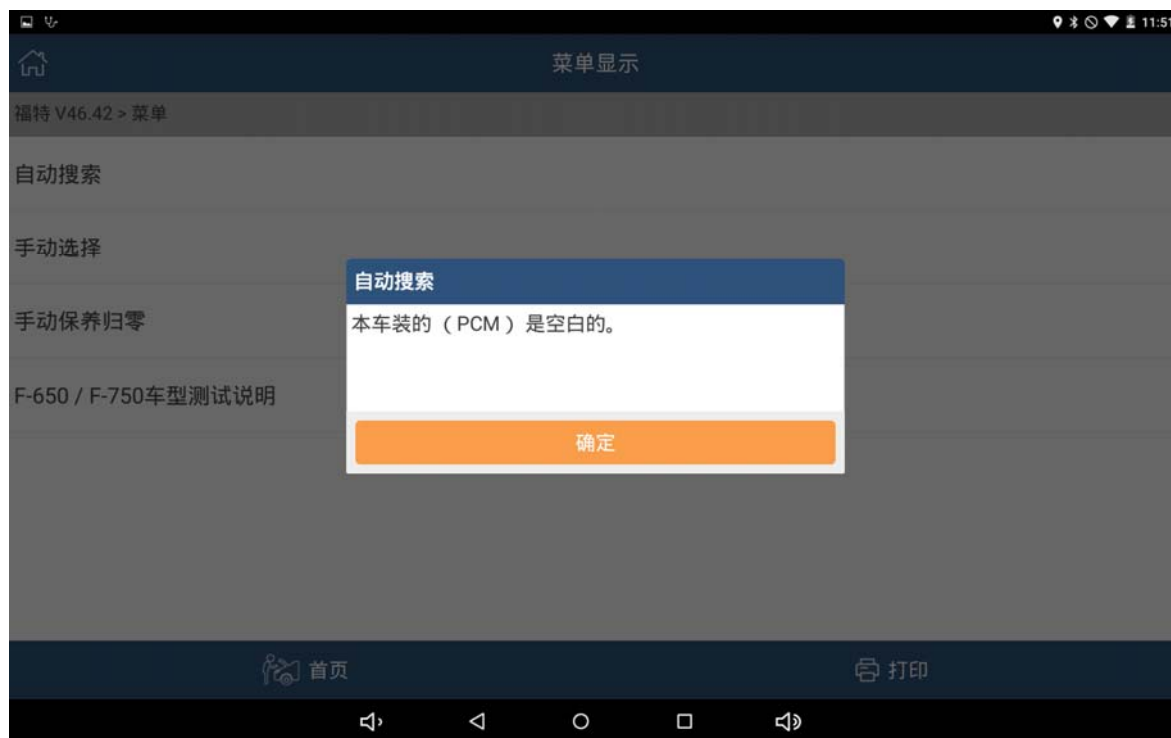 11:51
菜单显示
福特 V46.42 > 菜单
自动搜索
手动选择
手动保养归零
F-650 / F-750车型测试说明
自动搜索
本车装的（PCM）是空白的。
确定
首页
打印